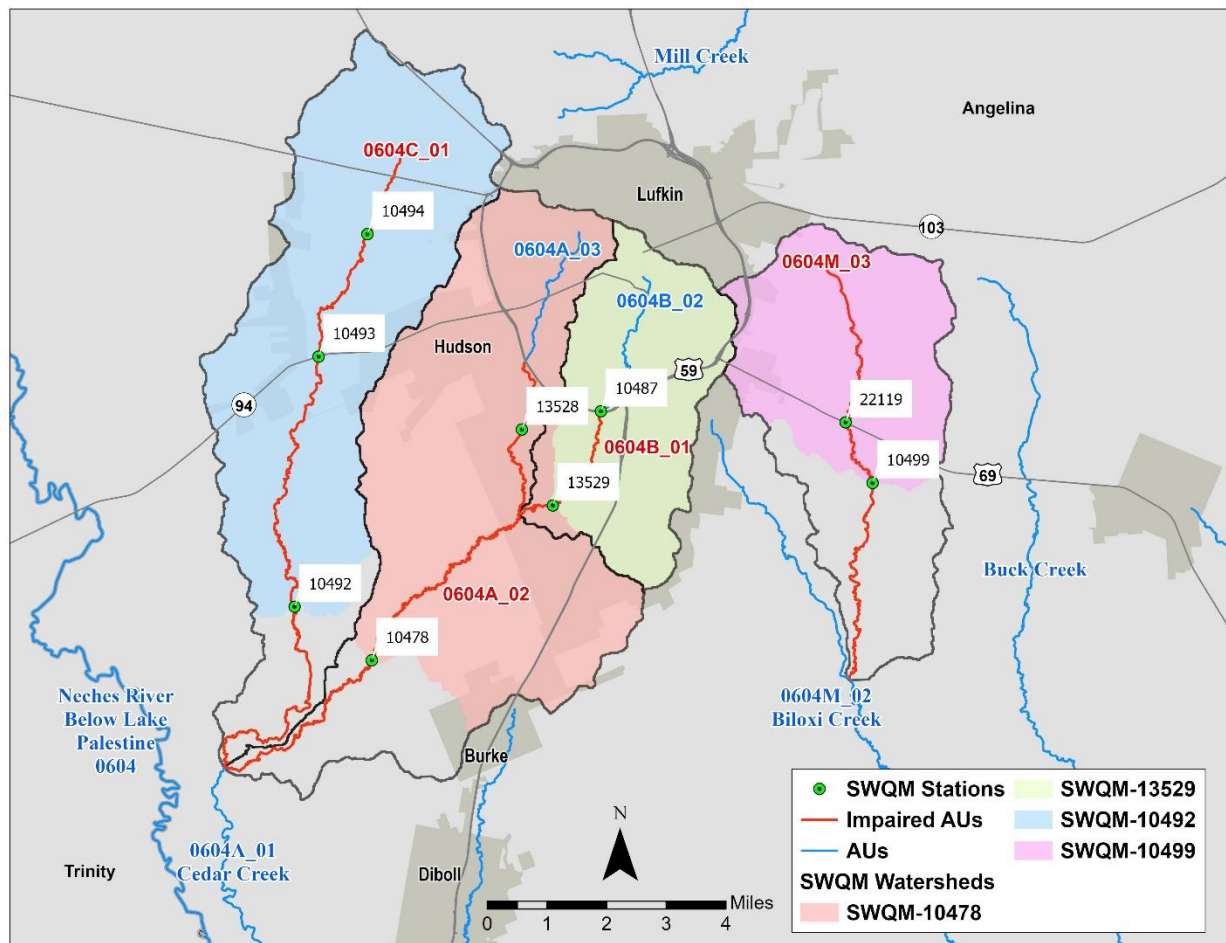 Mill Creek
Angelina
0604C_01
Lufkin
10494
103
0604A_03
0604M_03
0604B_02
10493
Hudson
59
10487
94
13528
22119
0604B_01
10499
13529
69
Buck Creek
10492
0604A_02
10478
Neches River
Below Lake
Palestine
0604
0604M_02
Biloxi Creek
Burke
0604A_01
Cedar Creek
Trinity
Diboll
N
Miles
0 1 2 3 4
SWQM Stations
Impaired AUs
AUs
SWQM Watersheds
SWQM-10478
SWQM-13529
SWQM-10492
SWQM-10499